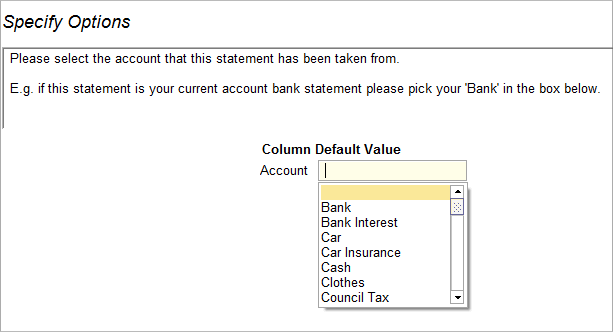 Specify Options
Please select the account that this statement has been taken from.
E.g. if this statement is your current account bank statement please pick your 'Bank' in the box below.
Column Default Value
Account
Bank
Bank Interest
Car
Car Insurance
Cash
Clothes
Council Tax